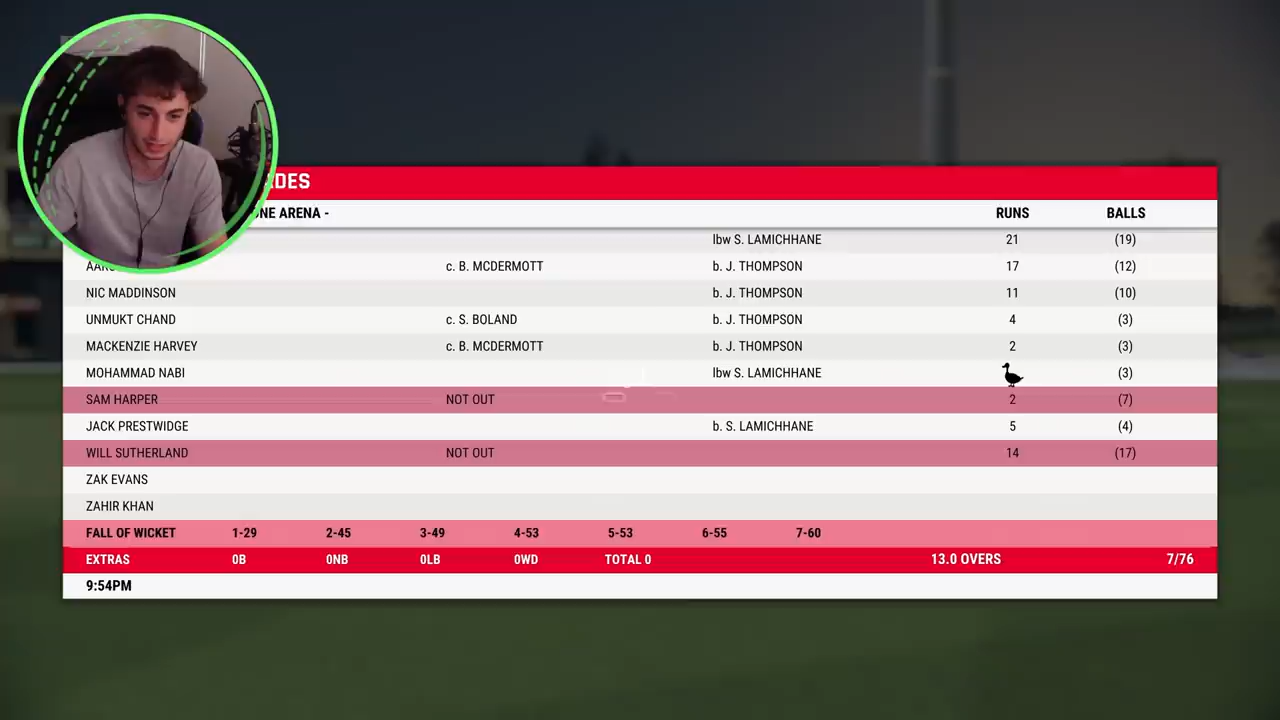 ADES
ONE ARENA - RUNS BALLS
lbw S. LAMICHHANE 21 (19)
AAR c. B. MCDERMOTT b. J. THOMPSON 17 (12)
NIC MADDINSON b. J. THOMPSON 11 (10)
UNMUKT CHAND c. S. BOLAND b. J. THOMPSON 4 (3)
MACKENZIE HARVEY c. B. MCDERMOTT b. J. THOMPSON 2 (3)
MOHAMMAD NABI lbw S. LAMICHHANE (3)
SAM HARPER NOT OUT 2 (7)
JACK PRESTWIDGE b. S. LAMICHHANE 5 (4)
WILL SUTHERLAND NOT OUT 14 (17)
ZAK EVANS
ZAHIR KHAN
FALL OF WICKET 1-29 2-45 3-49 4-53 5-53 6-55 7-60
EXTRAS 0B 0NB 0LB 0WD TOTAL 0 13.0 OVERS 7/76
9:54PM